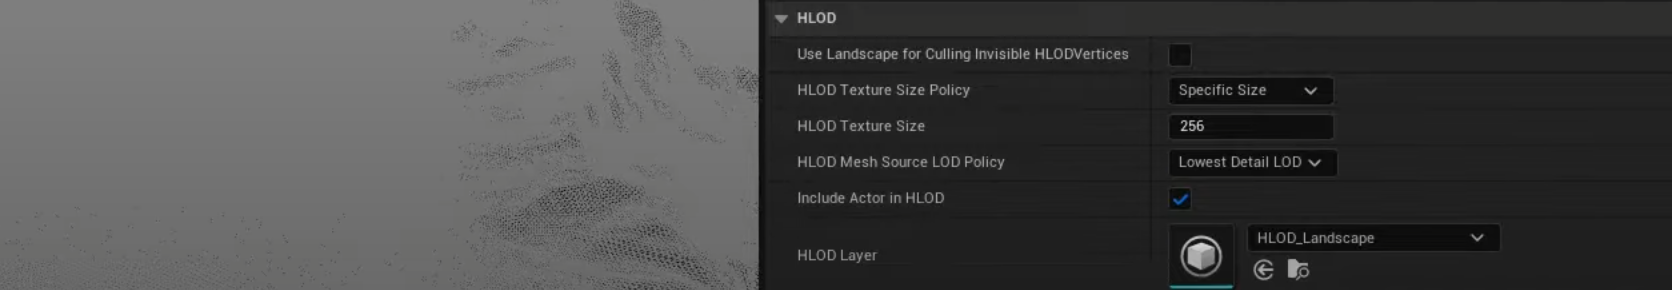 HLOD
Use Landscape for Culling Invisible HLODVertices
HLOD Texture Size Policy Specific Size
HLOD Texture Size 256
HLOD Mesh Source LOD Policy Lowest Detail LOD
Include Actor in HLOD
HLOD Layer HLOD_Landscape